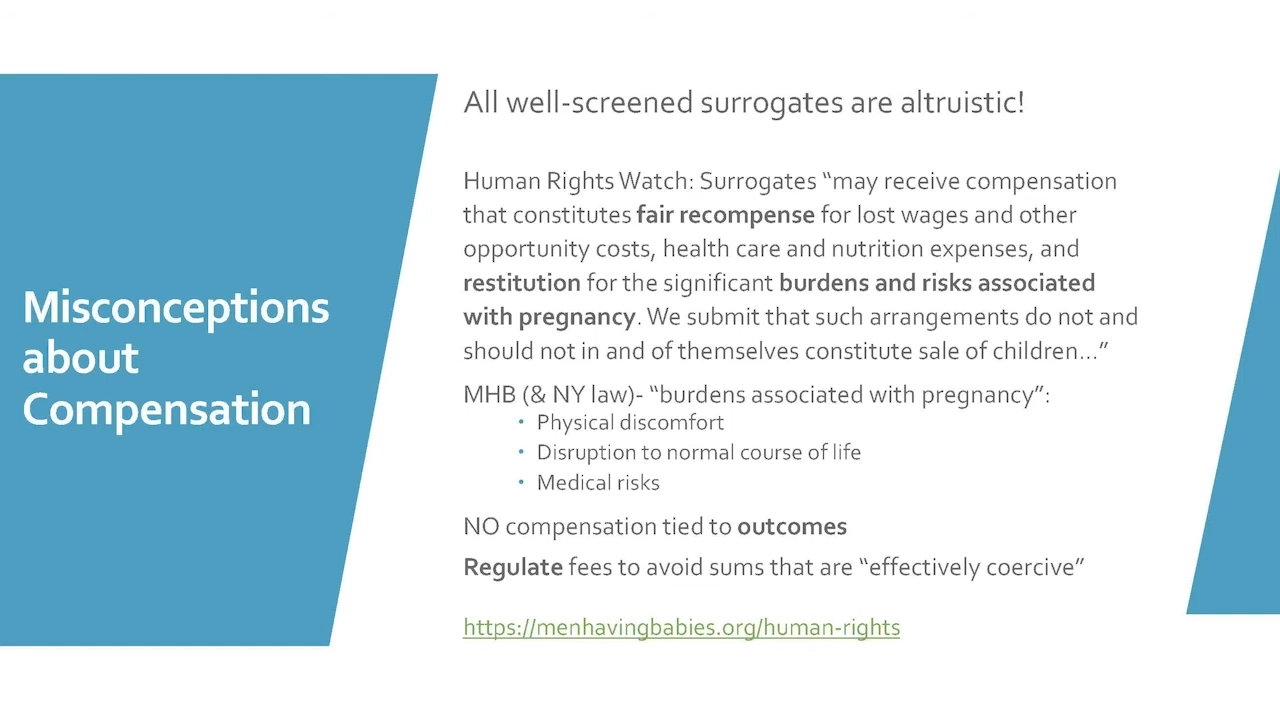 Misconceptions
about
Compensation
All well-screened surrogates are altruistic!
Human Rights Watch: Surrogates “may receive compensation
that constitutes fair recompense for lost wages and other
opportunity costs, health care and nutrition expenses, and
restitution for the significant burdens and risks associated
with pregnancy. We submit that such arrangements do not and
should not in and of themselves constitute sale of children…”
MHB (& NY law)- “burdens associated with pregnancy”:
• Physical discomfort
• Disruption to normal course of life
• Medical risks
NO compensation tied to outcomes
Regulate fees to avoid sums that are “effectively coercive”
https://menhavingbabies.org/human-rights